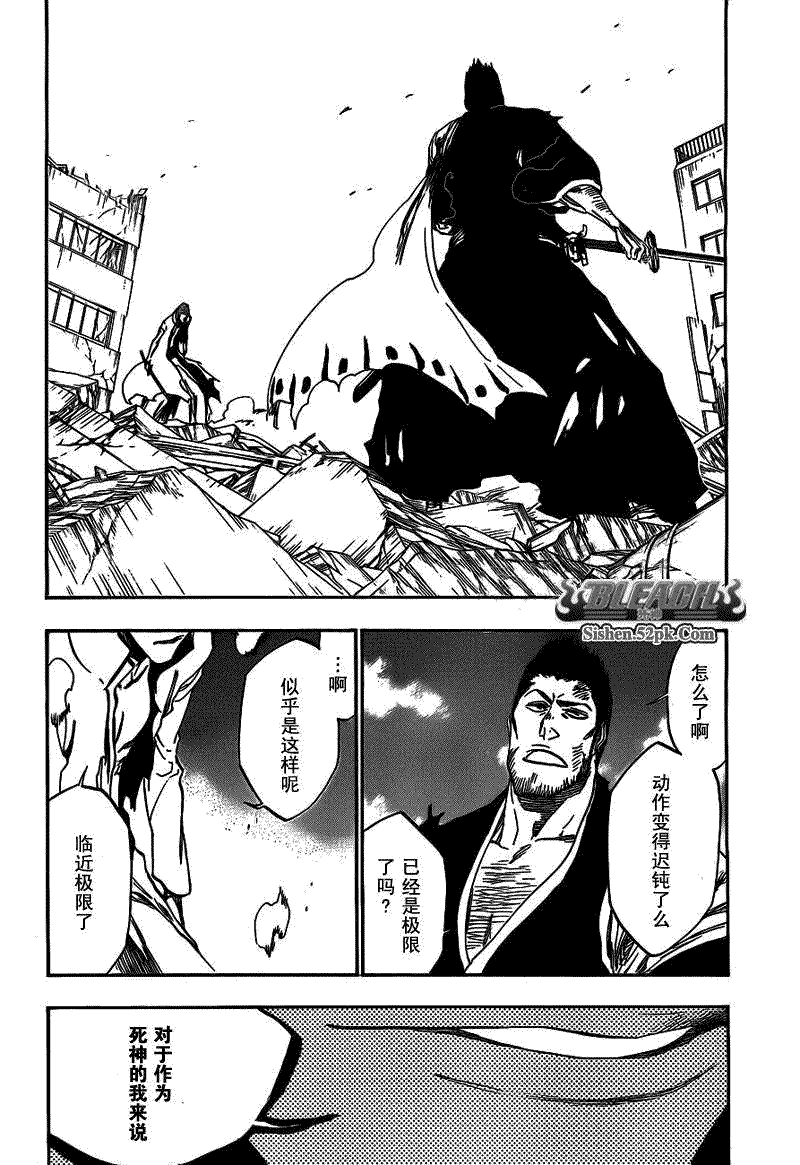 BLEACH
Sishen.52pk.Com
怎么了啊
动作变得迟钝了么
已经是极限
了吗？
…啊
似乎是这样呢
临近极限了
对于作为
死神的我来说